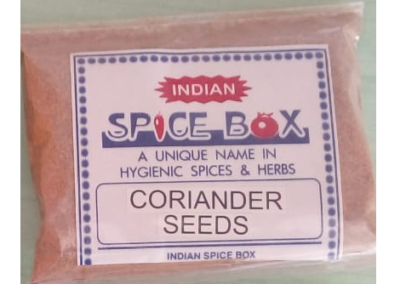 INDIAN
SPICE BOX
A UNIQUE NAME IN
HYGIENIC SPICES & HERBS
CORIANDER
SEEDS
INDIAN SPICE BOX